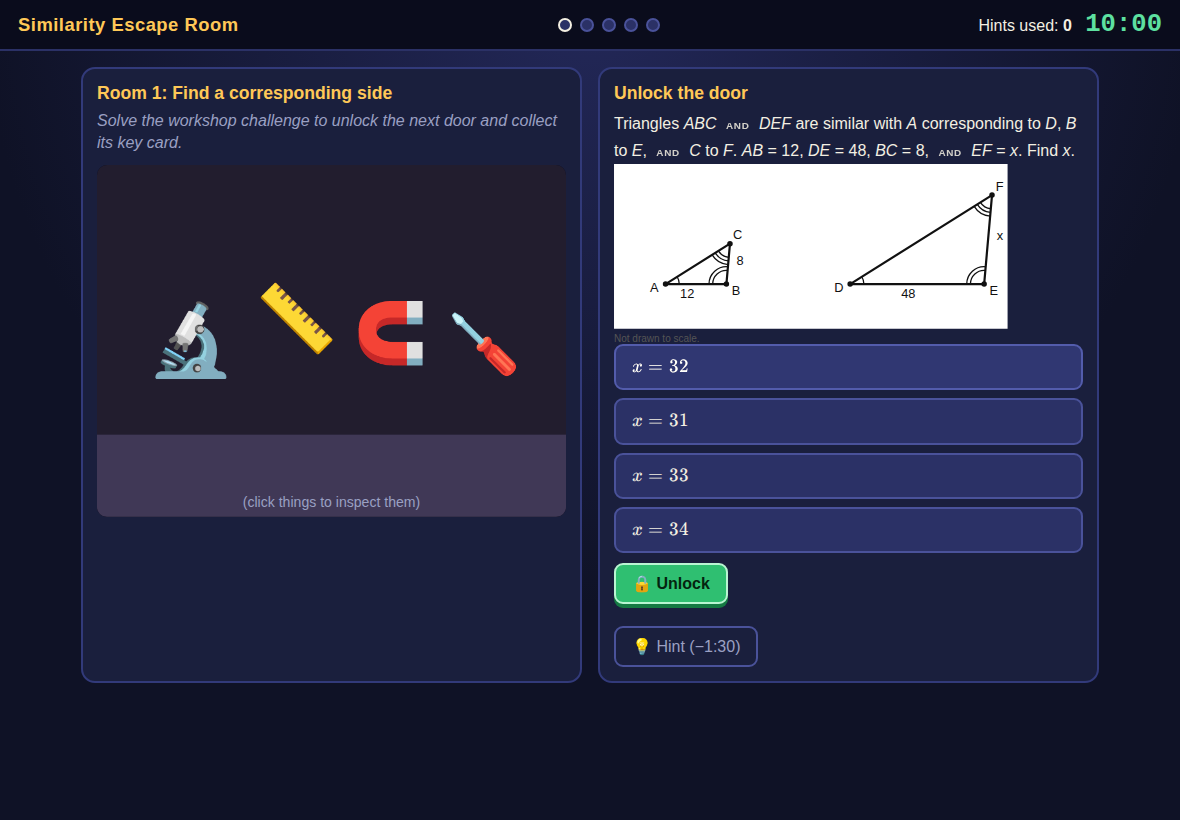 Similarity Escape Room
Hints used: 0 10:00
Room 1: Find a corresponding side
Solve the workshop challenge to unlock the next door and collect
its key card.
(click things to inspect them)
Unlock the door
Triangles ABC AND DEF are similar with A corresponding to D, B
to E, AND C to F. AB = 12, DE = 48, BC = 8, AND EF = x. Find x.
F
C
x
8
A
B
D
E
12
48
Not drawn to scale.
x = 32
x = 31
x = 33
x = 34
🔒 Unlock
💡 Hint (−1:30)